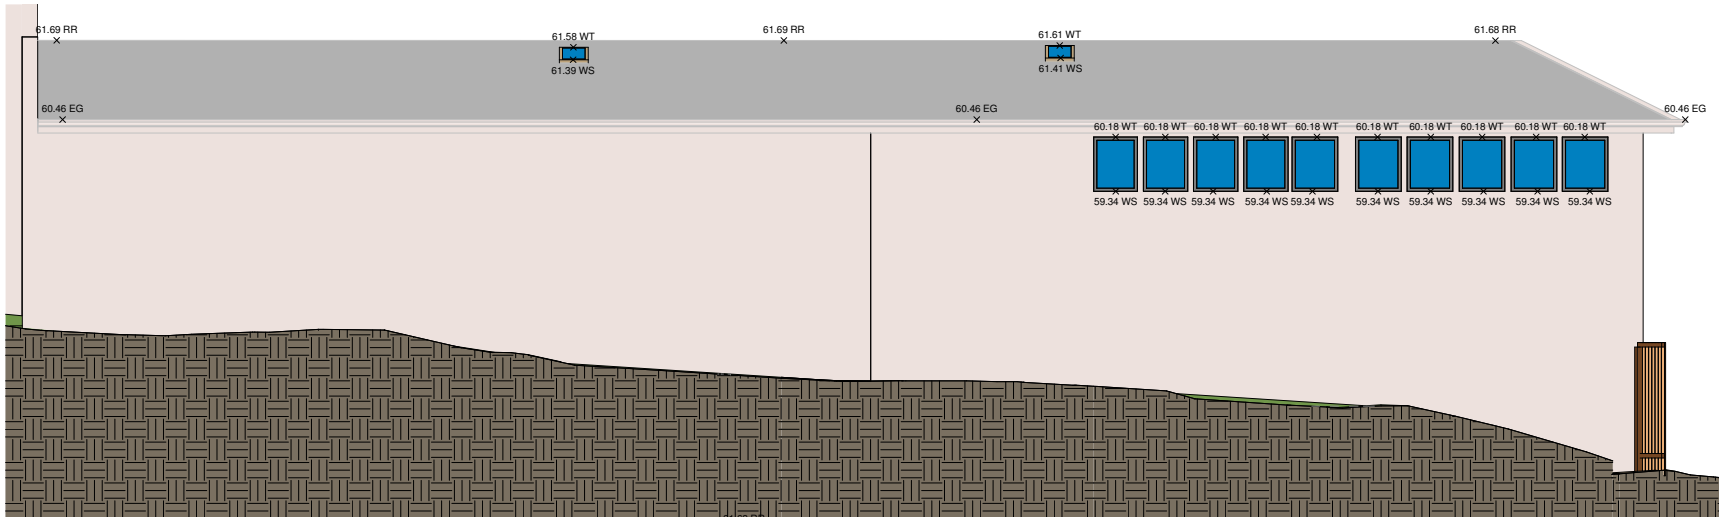 61.69 RR
61.58 WT
61.69 RR
61.61 WT
61.68 RR
61.39 WS
61.41 WS
60.46 EG
60.46 EG
60.46 EG
60.18 WT 60.18 WT 60.18 WT 60.18 WT 60.18 WT 60.18 WT 60.18 WT 60.18 WT 60.18 WT 60.18 WT
59.34 WS 59.34 WS 59.34 WS 59.34 WS 59.34 WS 59.34 WS 59.34 WS 59.34 WS 59.34 WS 59.34 WS